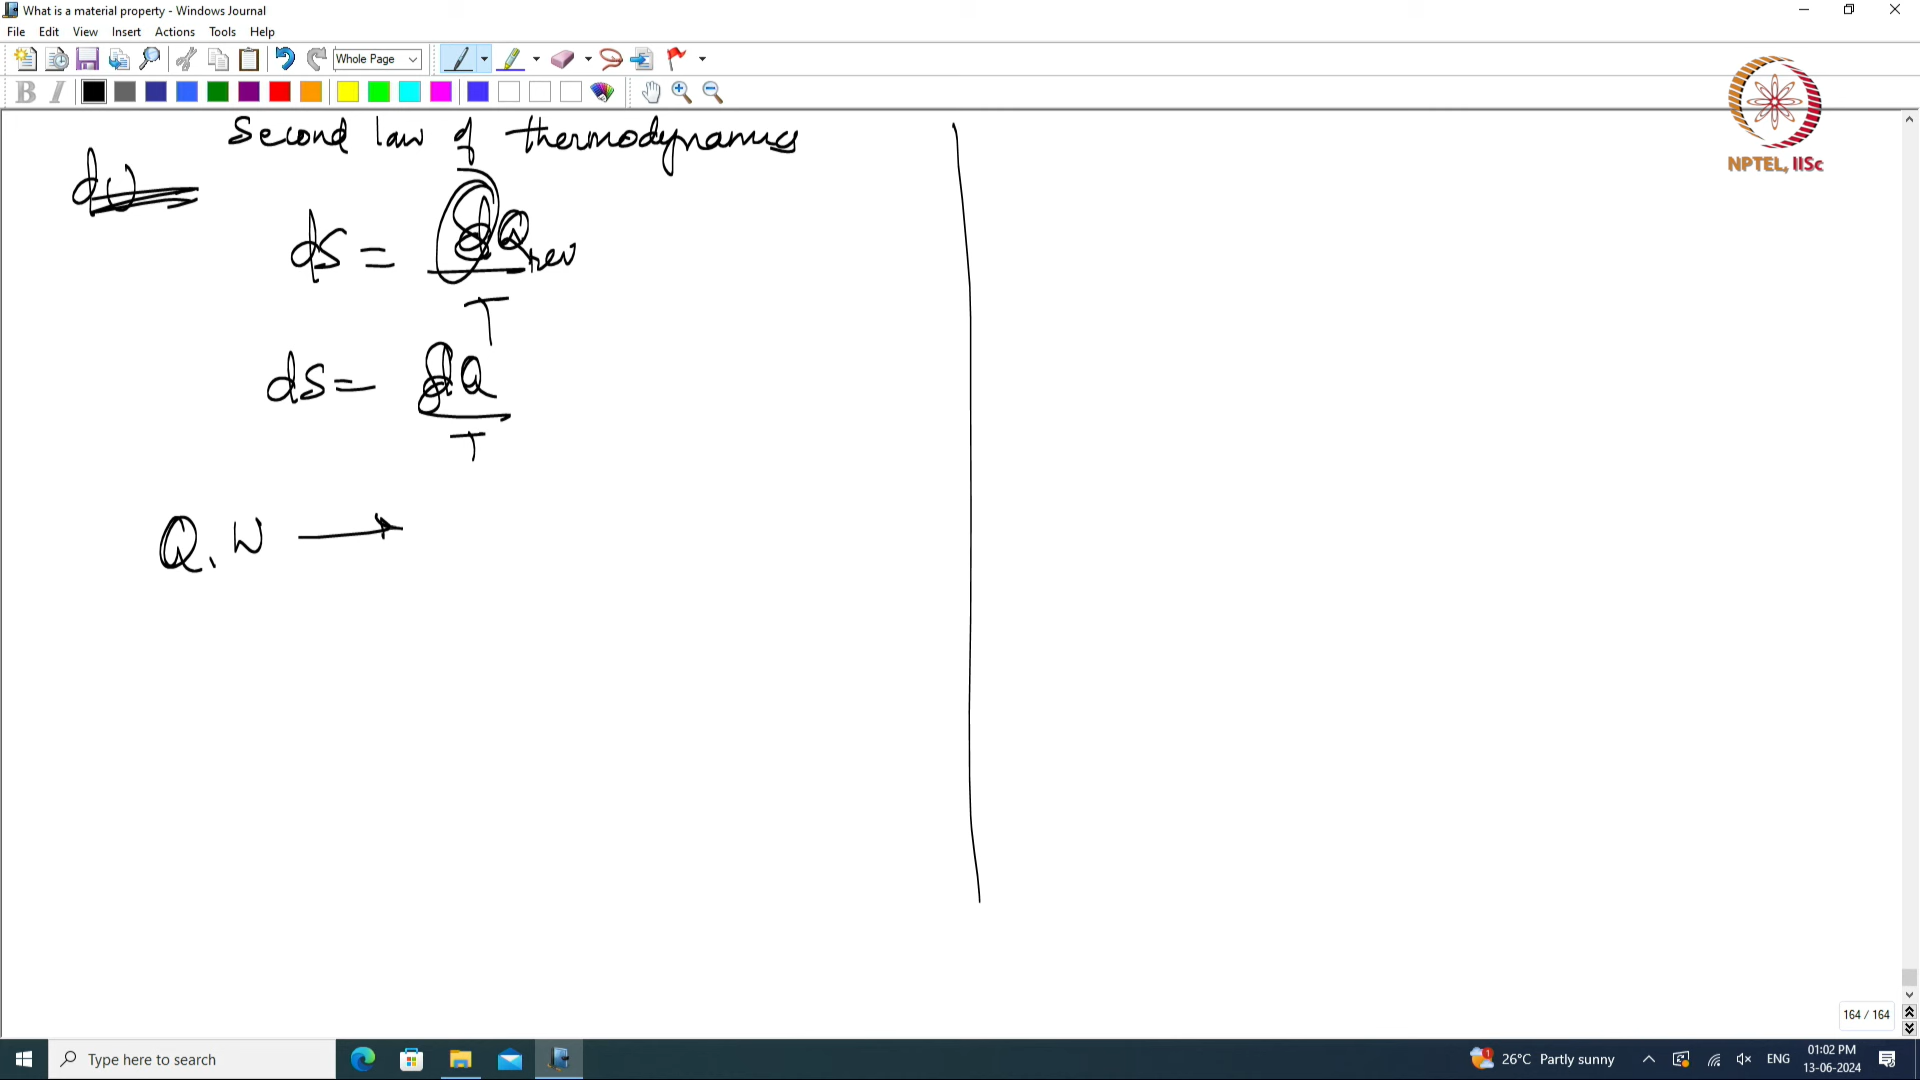 What is a material property - Windows Journal
File Edit View Insert Actions Tools Help
Whole Page
B I
NPTEL, IISc
Second law of thermodynamics
dS = δQrev
T
dS = δQ
T
Q, W →
164 / 164
Type here to search
26°C Partly sunny
ENG
01:02 PM
13-06-2024